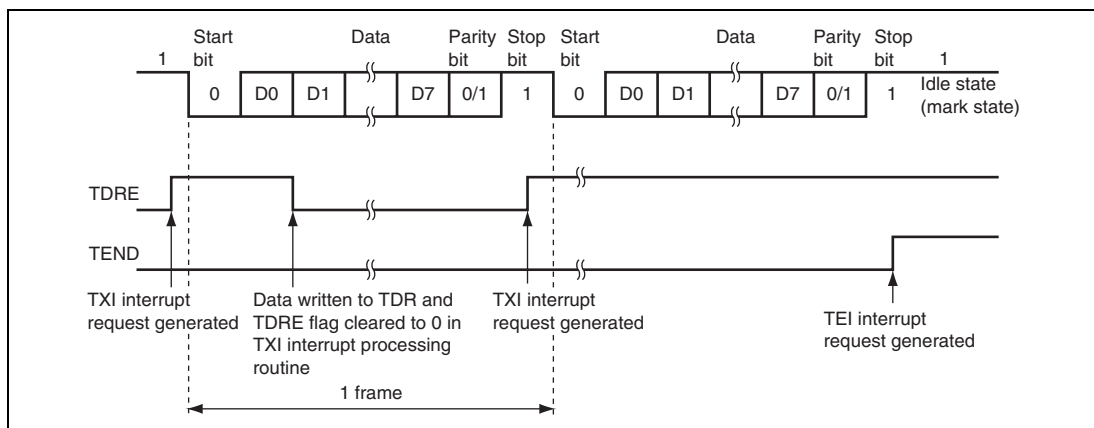 Start bit
Data
Parity bit
Stop bit
Start bit
Data
Parity bit
Stop bit
1
1
0
D0
D1
D7
0/1
1
0
D0
D1
D7
0/1
1
Idle state
(mark state)
TDRE
TEND
TXI interrupt
request generated
Data written to TDR and
TDRE flag cleared to 0 in
TXI interrupt processing
routine
TXI interrupt
request generated
TEI interrupt
request generated
1 frame